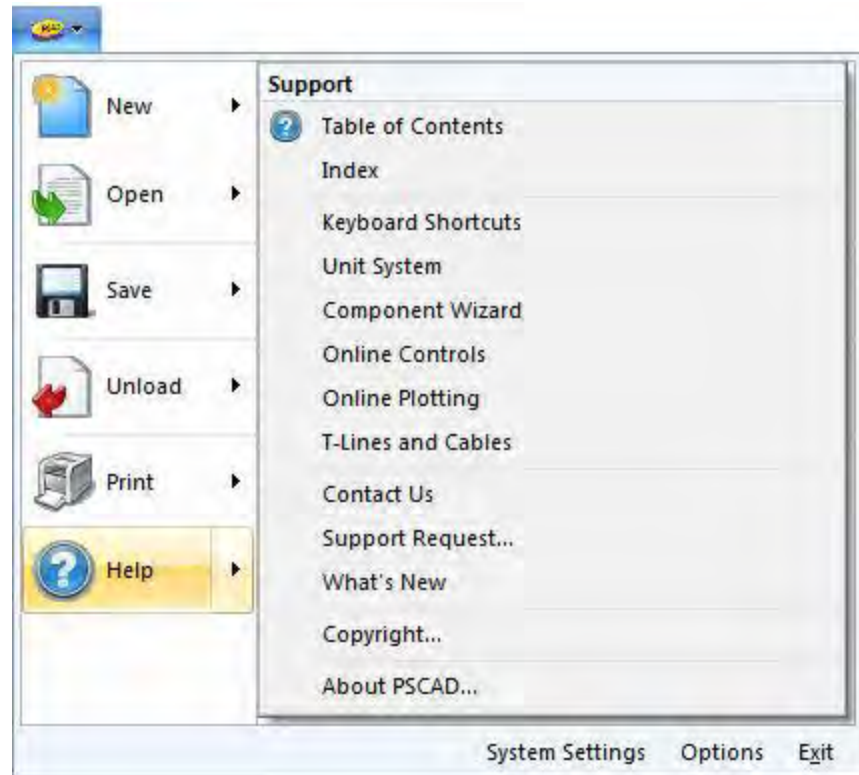 New
Open
Save
Unload
Print
Help
Support
Table of Contents
Index
Keyboard Shortcuts
Unit System
Component Wizard
Online Controls
Online Plotting
T-Lines and Cables
Contact Us
Support Request...
What's New
Copyright...
About PSCAD...
System Settings
Options
Exit